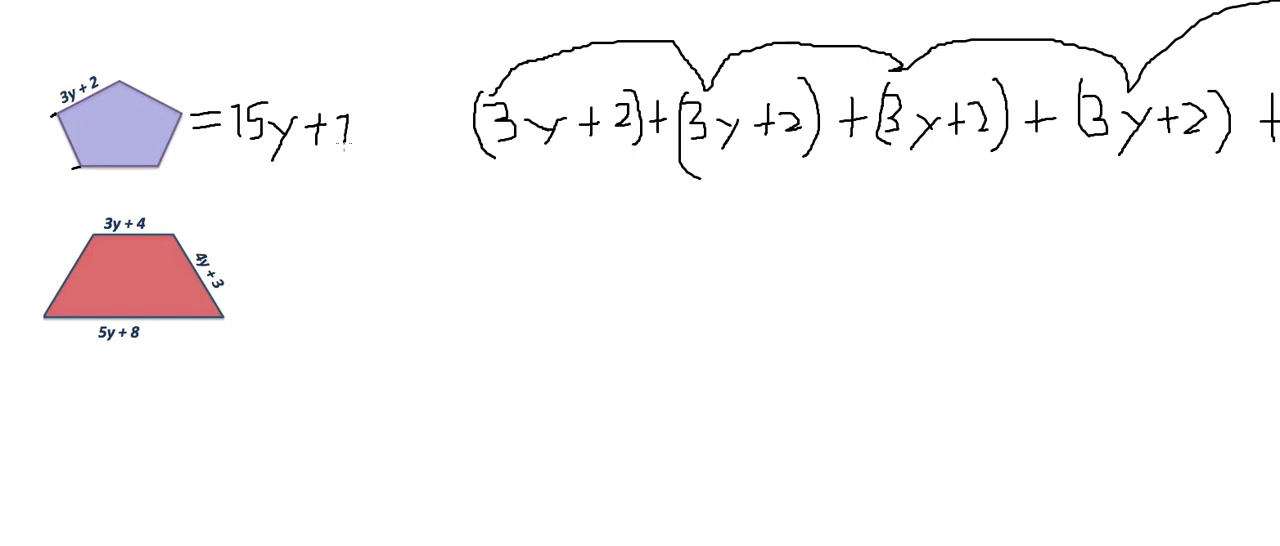 3y + 2
= 15y + 1
(3y + 2) + (3y + 2) + (3y + 2) + (3y + 2) +
3y + 4
4y + 3
5y + 8